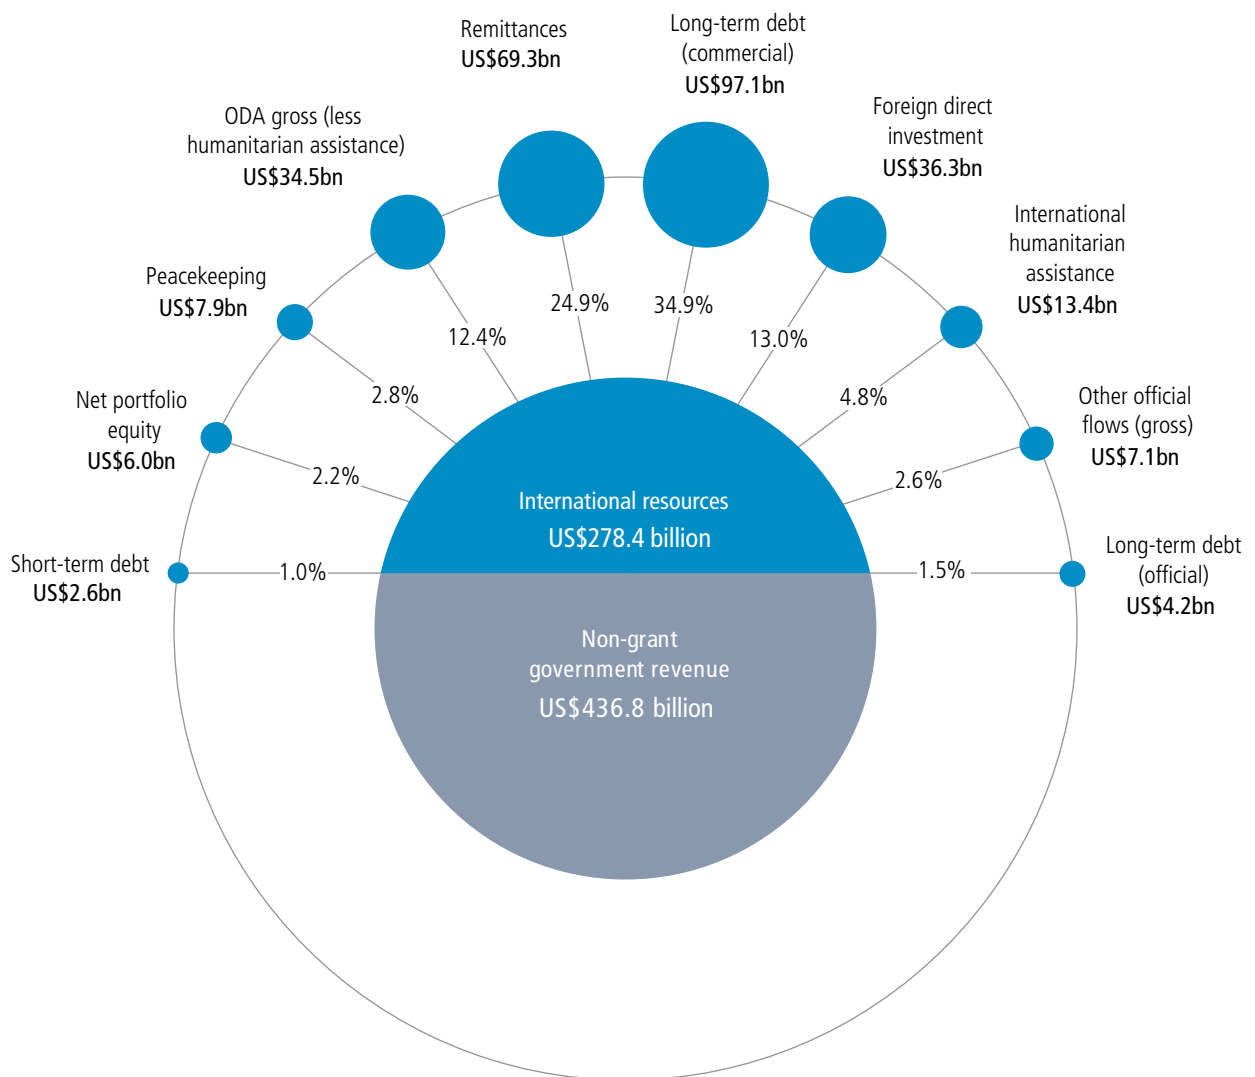 Remittances
US$69.3bn
Long-term debt
(commercial)
US$97.1bn
ODA gross (less
humanitarian assistance)
US$34.5bn
Foreign direct
investment
US$36.3bn
International
humanitarian
assistance
US$13.4bn
Peacekeeping
US$7.9bn
24.9%
34.9%
12.4%
13.0%
2.8%
4.8%
Net portfolio
equity
US$6.0bn
Other official
flows (gross)
US$7.1bn
2.2%
2.6%
International resources
US$278.4 billion
Short-term debt
US$2.6bn
1.0%
1.5%
Long-term debt
(official)
US$4.2bn
Non-grant
government revenue
US$436.8 billion